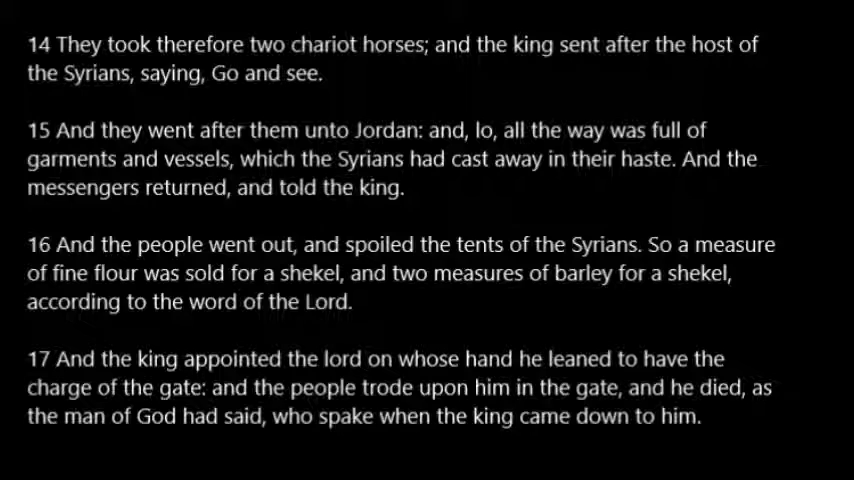 14 They took therefore two chariot horses; and the king sent after the host of
the Syrians, saying, Go and see.
15 And they went after them unto Jordan: and, lo, all the way was full of
garments and vessels, which the Syrians had cast away in their haste. And the
messengers returned, and told the king.
16 And the people went out, and spoiled the tents of the Syrians. So a measure
of fine flour was sold for a shekel, and two measures of barley for a shekel,
according to the word of the Lord.
17 And the king appointed the lord on whose hand he leaned to have the
charge of the gate: and the people trode upon him in the gate, and he died, as
the man of God had said, who spake when the king came down to him.